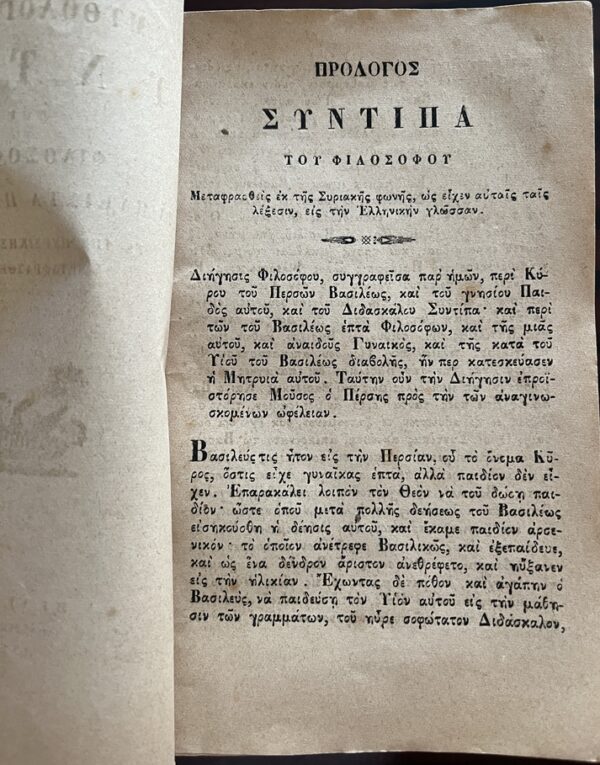 ΠΡΟΛΟΓΟΣ
ΣΥΝΤΙΠΑ
ΤΟΥ ΦΙΛΟΣΟΦΟΥ
Μεταφρασθεὶς ἐκ τῆς Συριακῆς φωνῆς, ὡς εἶχεν αὐταῖς ταῖς
λέξεσιν, εἰς τὴν Ἑλληνικὴν γλῶσσαν.
Διήγησις Φιλοσόφου, συγγραφεῖσα παρ' ἡμῶν, περὶ Κύ-
ρου τοῦ Περσῶν Βασιλέως, καὶ τοῦ γνησίου Παι-
δὸς αὐτοῦ, καὶ τοῦ Διδασκάλου Συντίπα· καὶ περὶ
τῶν τοῦ Βασιλέως ἑπτὰ Φιλοσόφων, καὶ τῆς μιᾶς
αὐτοῦ, καὶ ἀναιδοῦς Γυναικὸς, καὶ τῆς κατὰ τοῦ
Υἱοῦ τοῦ Βασιλέως διαβολῆς, ἥν περ κατεσκεύασεν
ἡ Μητρυιὰ αὐτοῦ. Ταύτην οὖν τὴν Διήγησιν ἐπροϊ-
στόρησε Μοῦσος ὁ Πέρσης πρὸς τὴν τῶν ἀναγινω-
σκομένων ὠφέλειαν.
Βασιλεύς τις ἦτον εἰς τὴν Περσίαν, οὗ τὸ ὄνομα Κῦ-
ρος, ὅστις εἶχε γυναῖκας ἑπτὰ, ἀλλὰ παιδίον δὲν εἶ-
χεν. Ἐπαρακάλει λοιπὸν τὸν Θεὸν νὰ τοῦ δώσῃ παι-
δίον· ὥστε ὁποῦ μετὰ πολλῆς δεήσεως τοῦ Βασιλέως
εἰσηκούσθη ἡ δέησις αὐτοῦ, καὶ ἔκαμε παιδίον ἀρσε-
νικόν· τὸ ὁποῖον ἀνέτρεφε Βασιλικῶς, καὶ ἐξεπαίδευε,
καὶ ὡς ἕνα δένδρον ἄριστον ἀνεθρέφετο, καὶ ηὔξανεν
εἰς τὴν ἡλικίαν. Ἔχωντας δὲ πόθον καὶ ἀγάπην ὁ
Βασιλεὺς, νὰ παιδεύσῃ τὸν Υἱὸν αὐτοῦ εἰς τὴν μάθη-
σιν τῶν γραμμάτων, τοῦ ηὗρε σοφώτατον Διδάσκαλον,